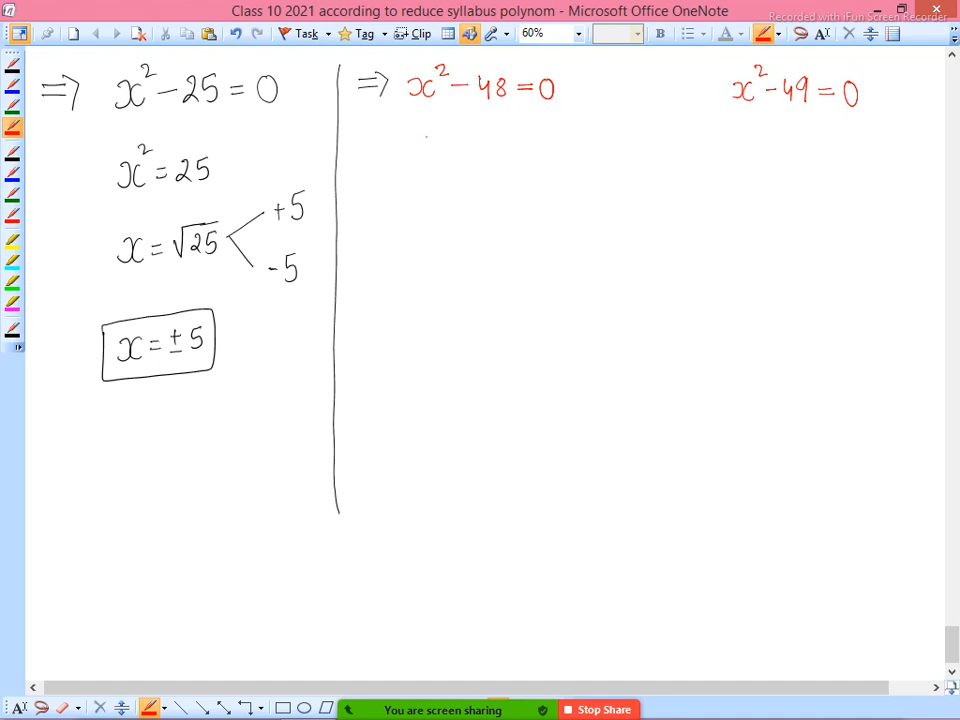 Class 10 2021 according to reduce syllabus polynom - Microsoft Office OneNote
Recorded with iFun Screen Recorder
Task
Tag
Clip
60%
B
A
⇒ x² - 25 = 0
x² = 25
x = √25
+5
-5
x = ± 5
⇒ x² - 48 = 0
x² - 49 = 0
You are screen sharing
Stop Share